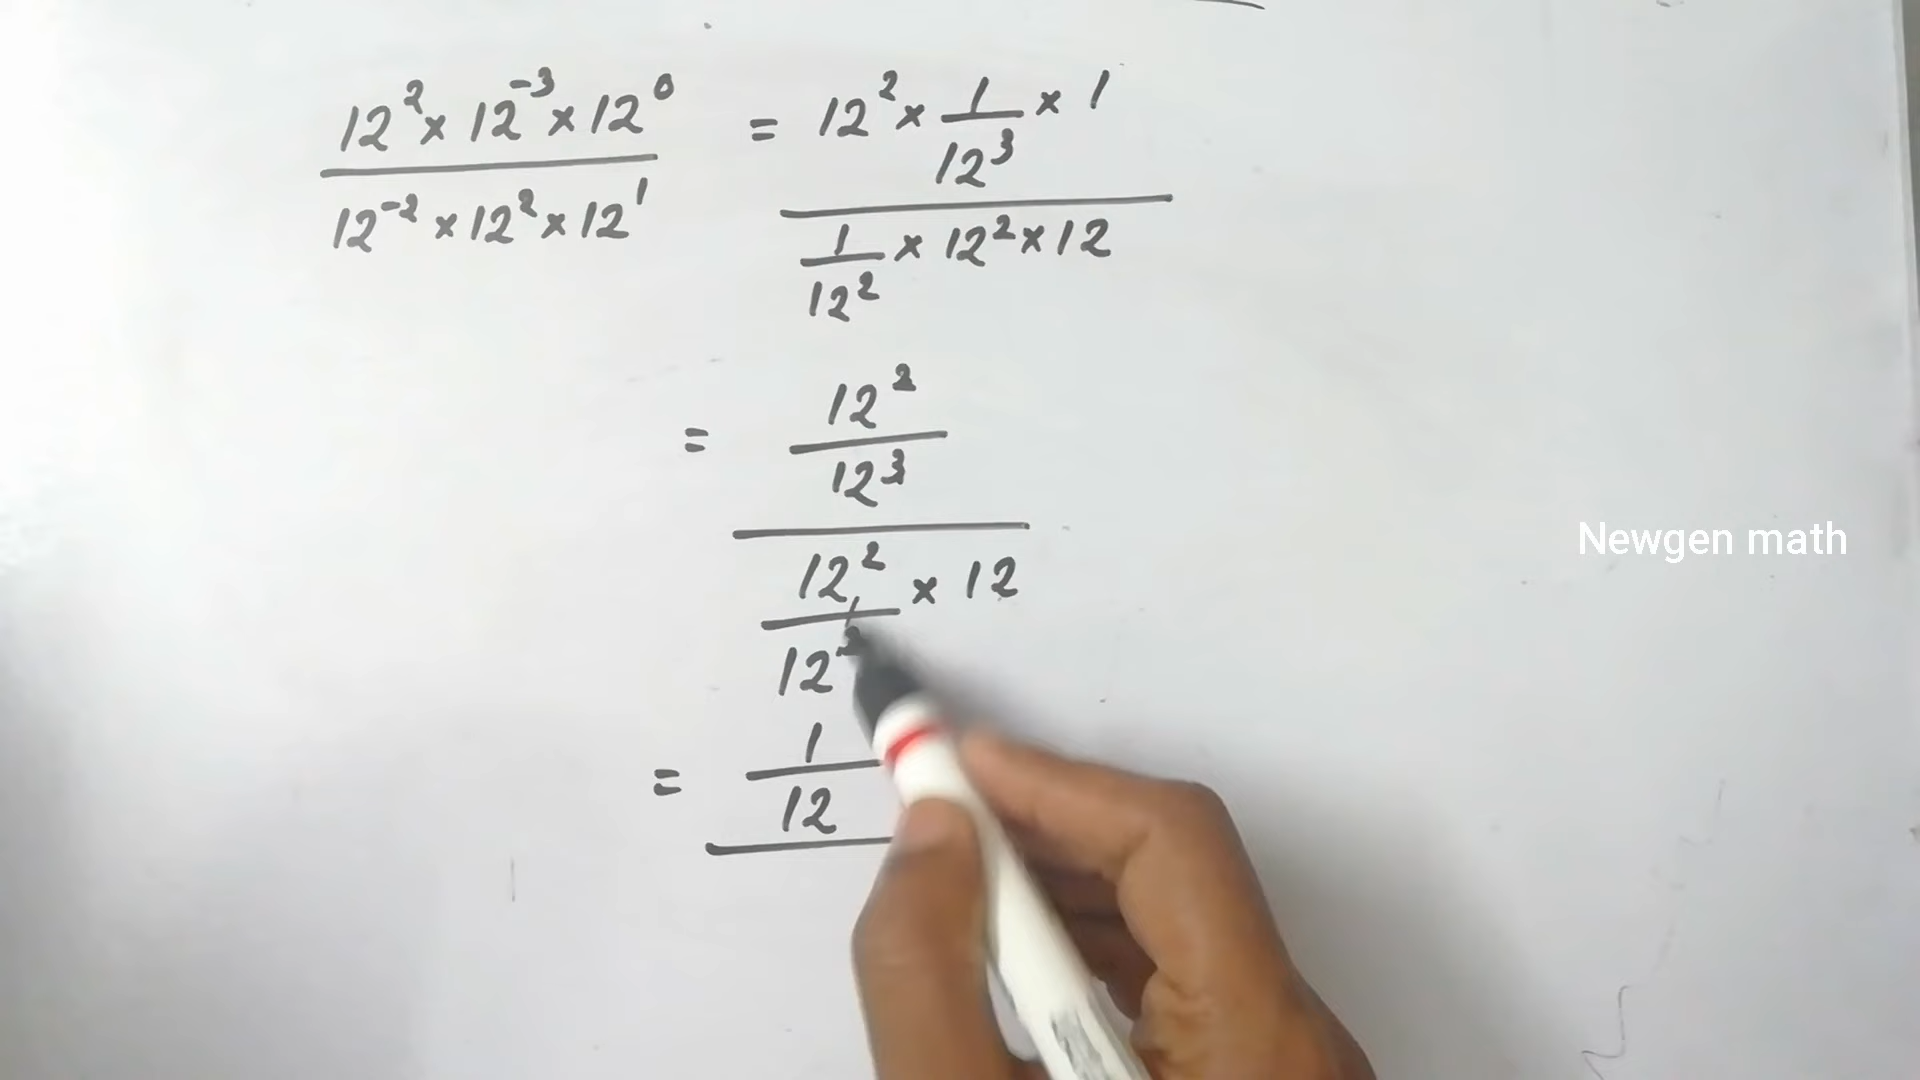 12² × 12⁻³ × 12⁰ / 12⁻² × 12² × 12¹ = 12² × 1/12³ × 1 / 1/12² × 12² × 12
= 12²/12³ / 12²/12² × 12
= 1/12
Newgen math